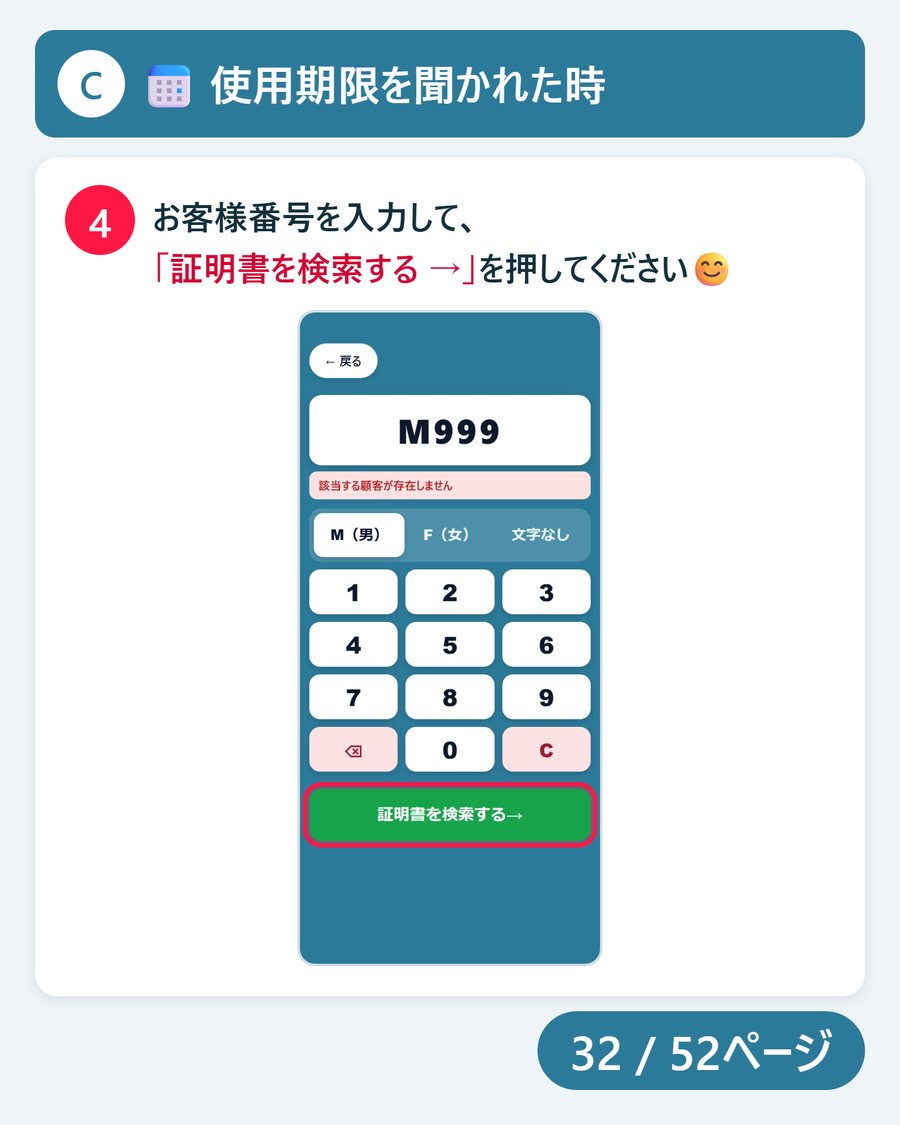 C 使用期限を聞かれた時
4 お客様番号を入力して、
「証明書を検索する →」を押してください
← 戻る
M999
該当する顧客が存在しません
M（男） F（女） 文字なし
1 2 3
4 5 6
7 8 9
0 C
証明書を検索する→
32 / 52ページ